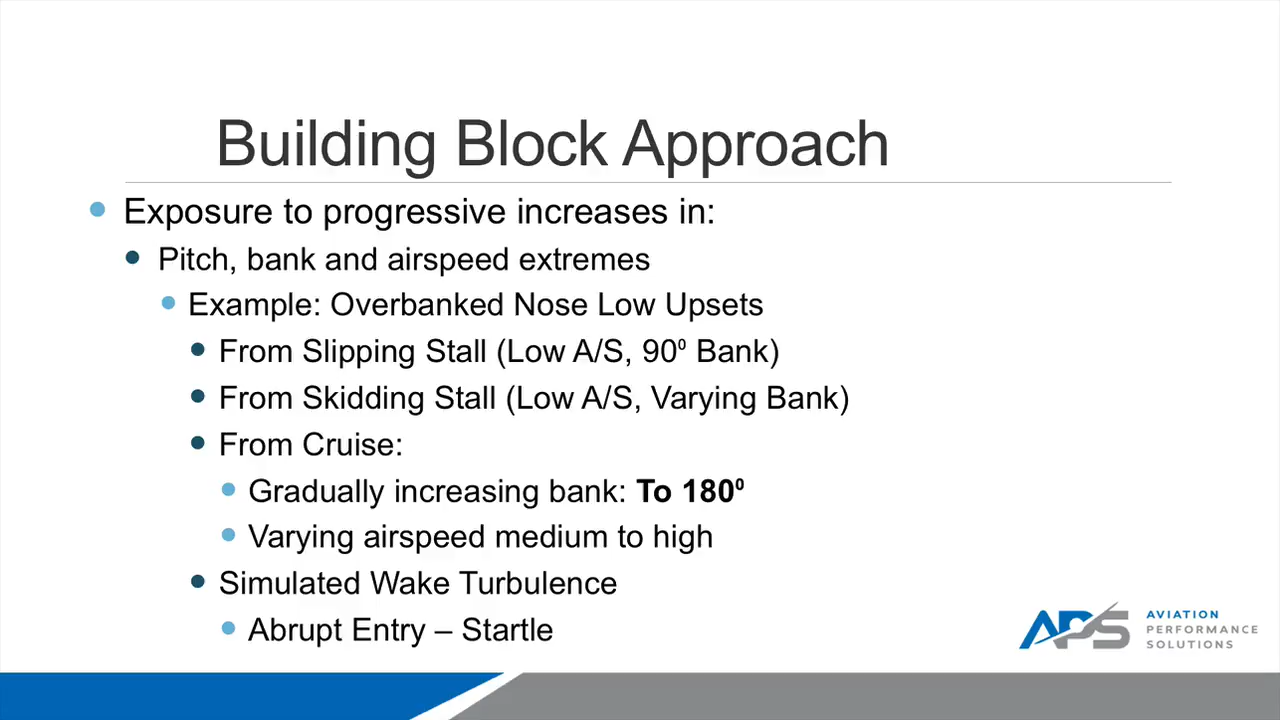 Building Block Approach
Exposure to progressive increases in:
Pitch, bank and airspeed extremes
Example: Overbanked Nose Low Upsets
From Slipping Stall (Low A/S, 90⁰ Bank)
From Skidding Stall (Low A/S, Varying Bank)
From Cruise:
Gradually increasing bank: To 180⁰
Varying airspeed medium to high
Simulated Wake Turbulence
Abrupt Entry – Startle
APS
AVIATION
PERFORMANCE
SOLUTIONS